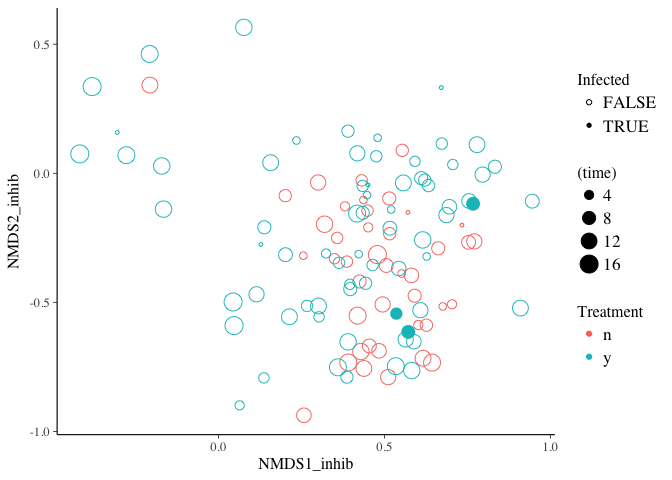 0.5
0.0
-0.5
-1.0
NMDS2_inhib
0.0
0.5
1.0
NMDS1_inhib
Infected
FALSE
TRUE
(time)
4
8
12
16
Treatment
n
y